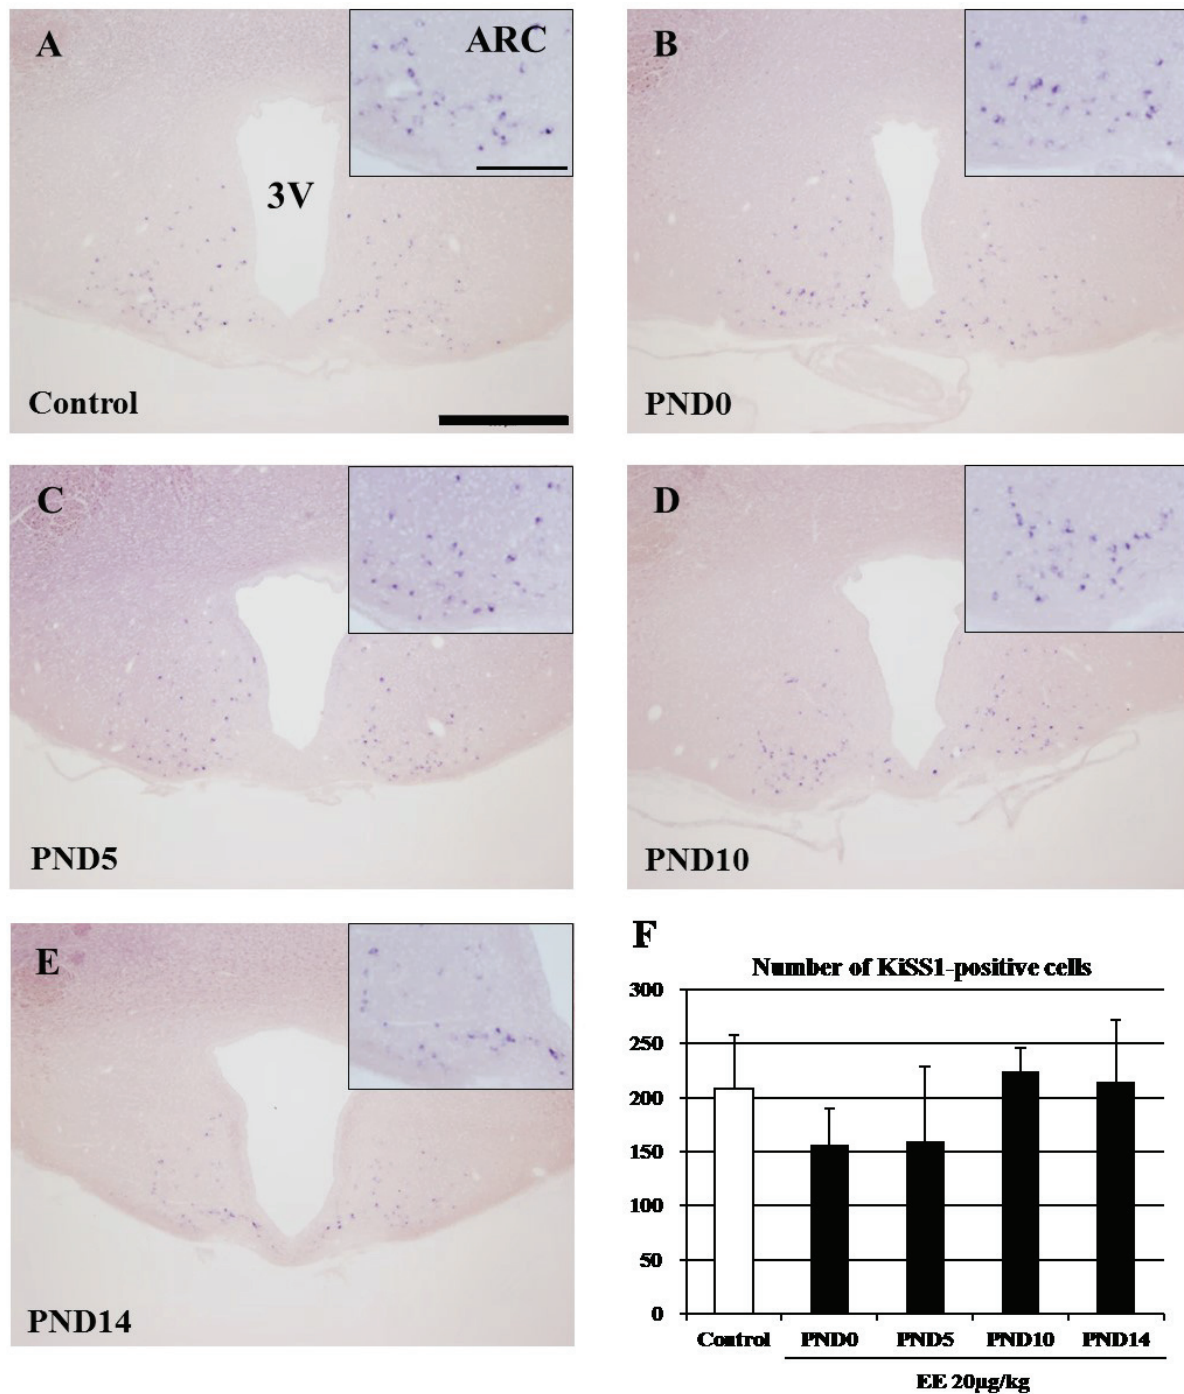 A
ARC
3V
Control
B
PND0
C
PND5
D
PND10
E
PND14
F
Number of KiSS1-positive cells
300
250
200
150
100
50
0
Control PND0 PND5 PND10 PND14
EE 20µg/kg